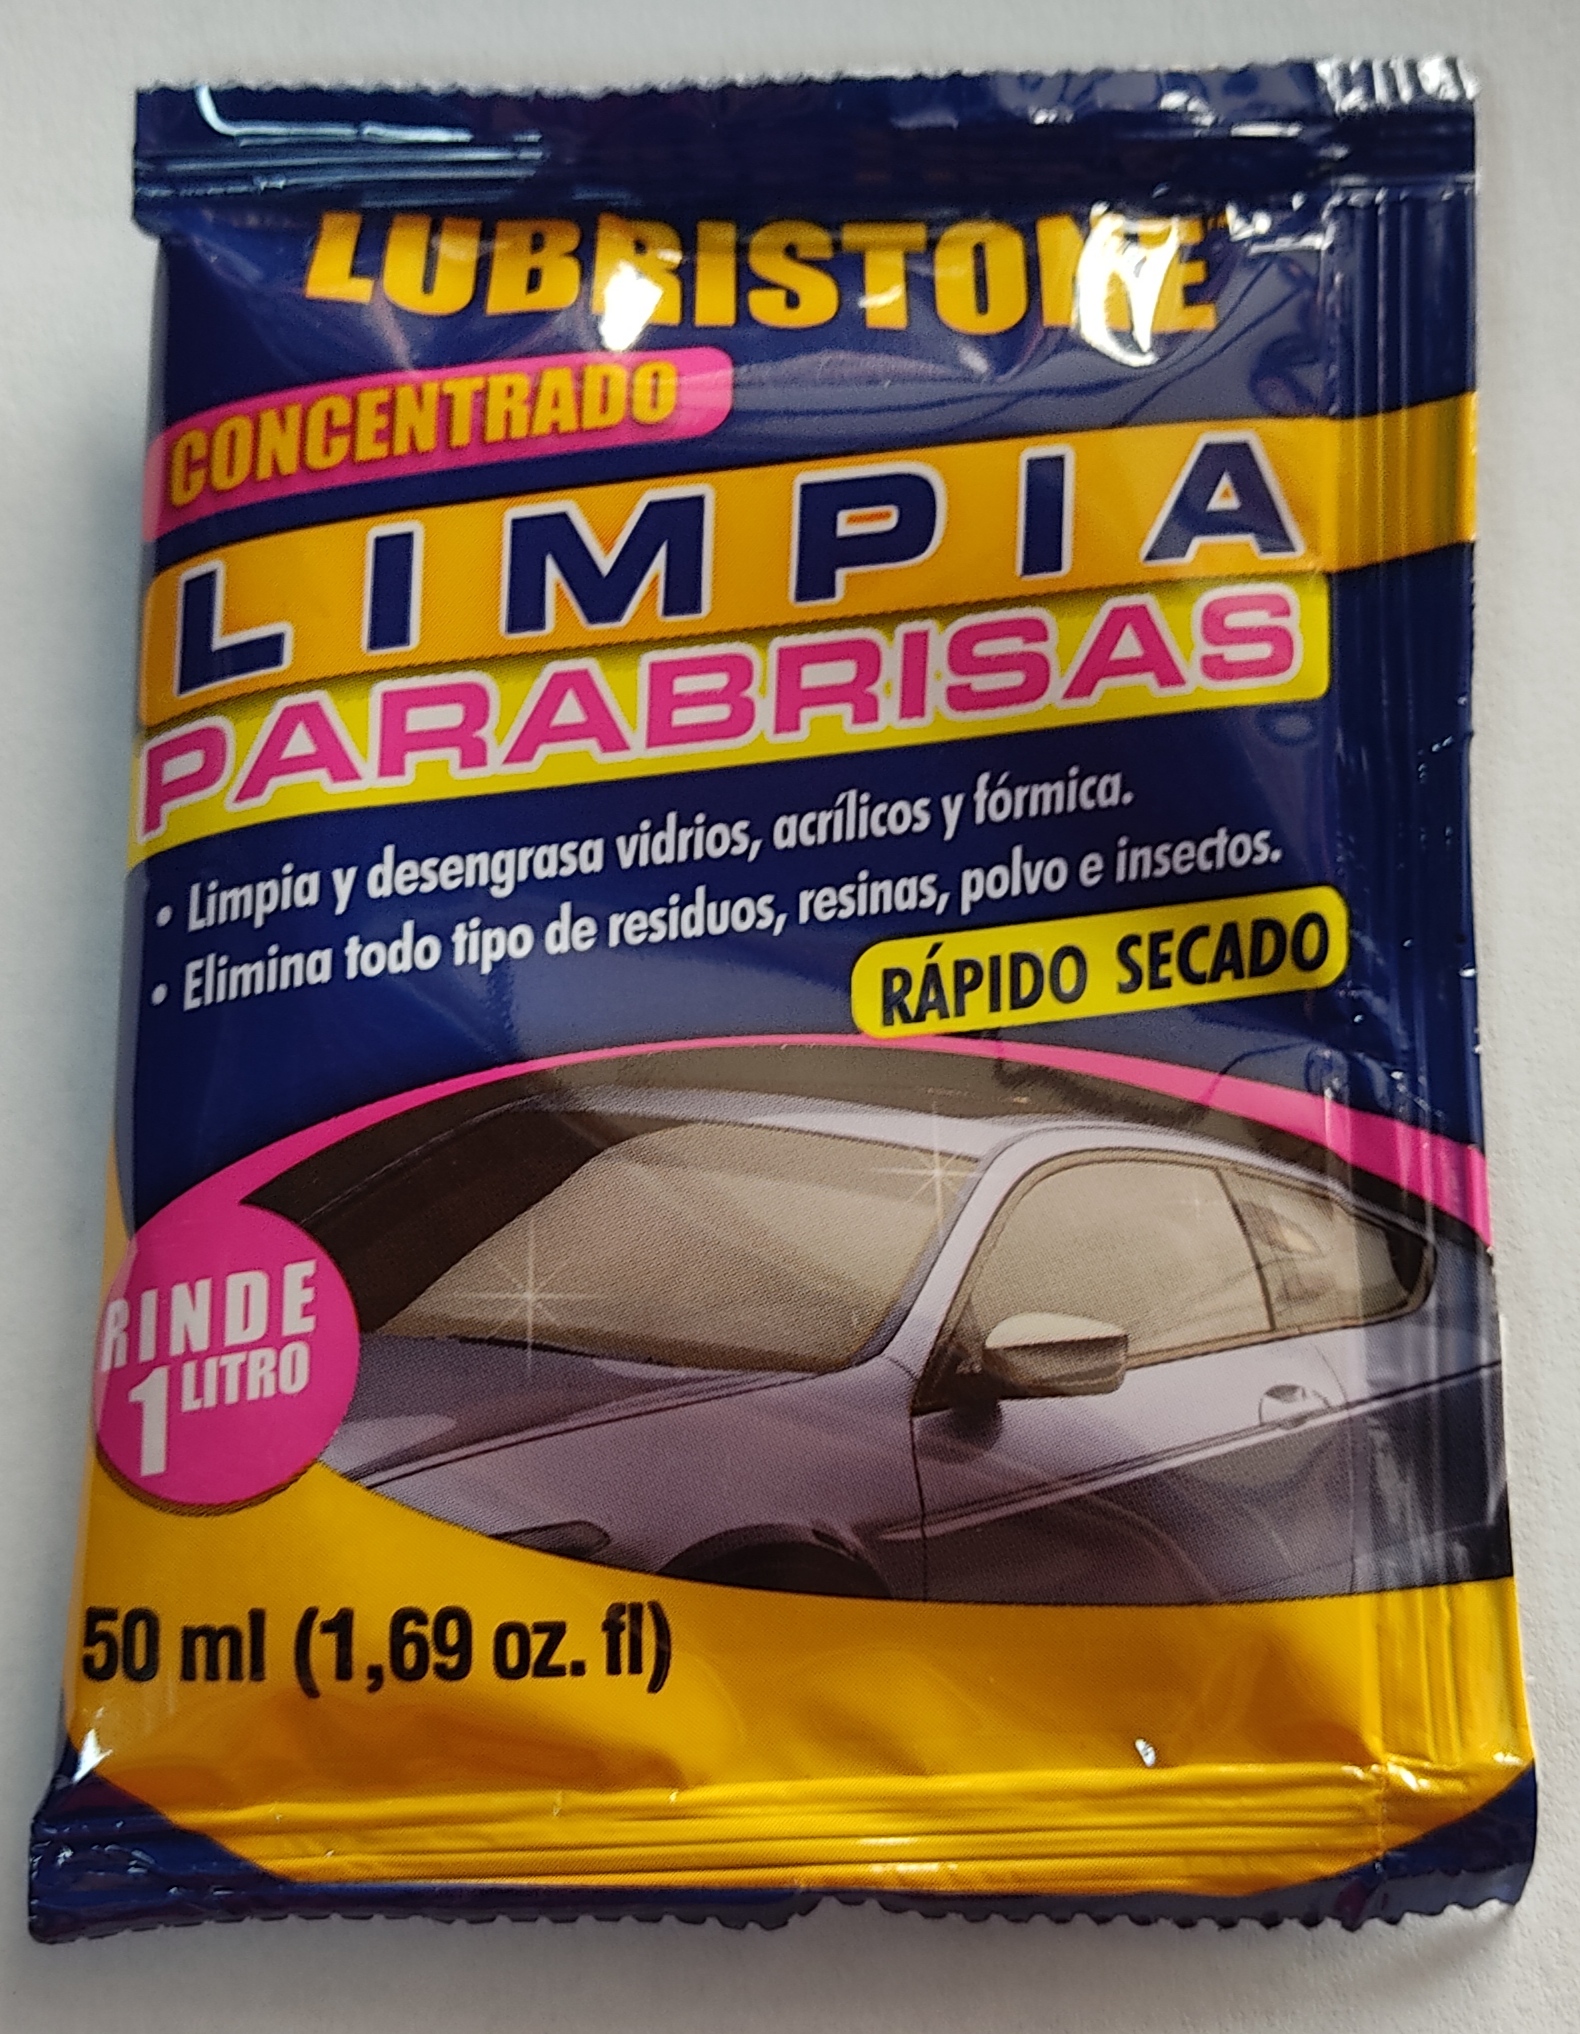 LUBRISTONE
CONCENTRADO
LIMPIA
PARABRISAS
• Limpia y desengrasa vidrios, acrílicos y fórmica.
• Elimina todo tipo de residuos, resinas, polvo e insectos.
RÁPIDO SECADO
RINDE
1 LITRO
50 ml (1,69 oz. fl)